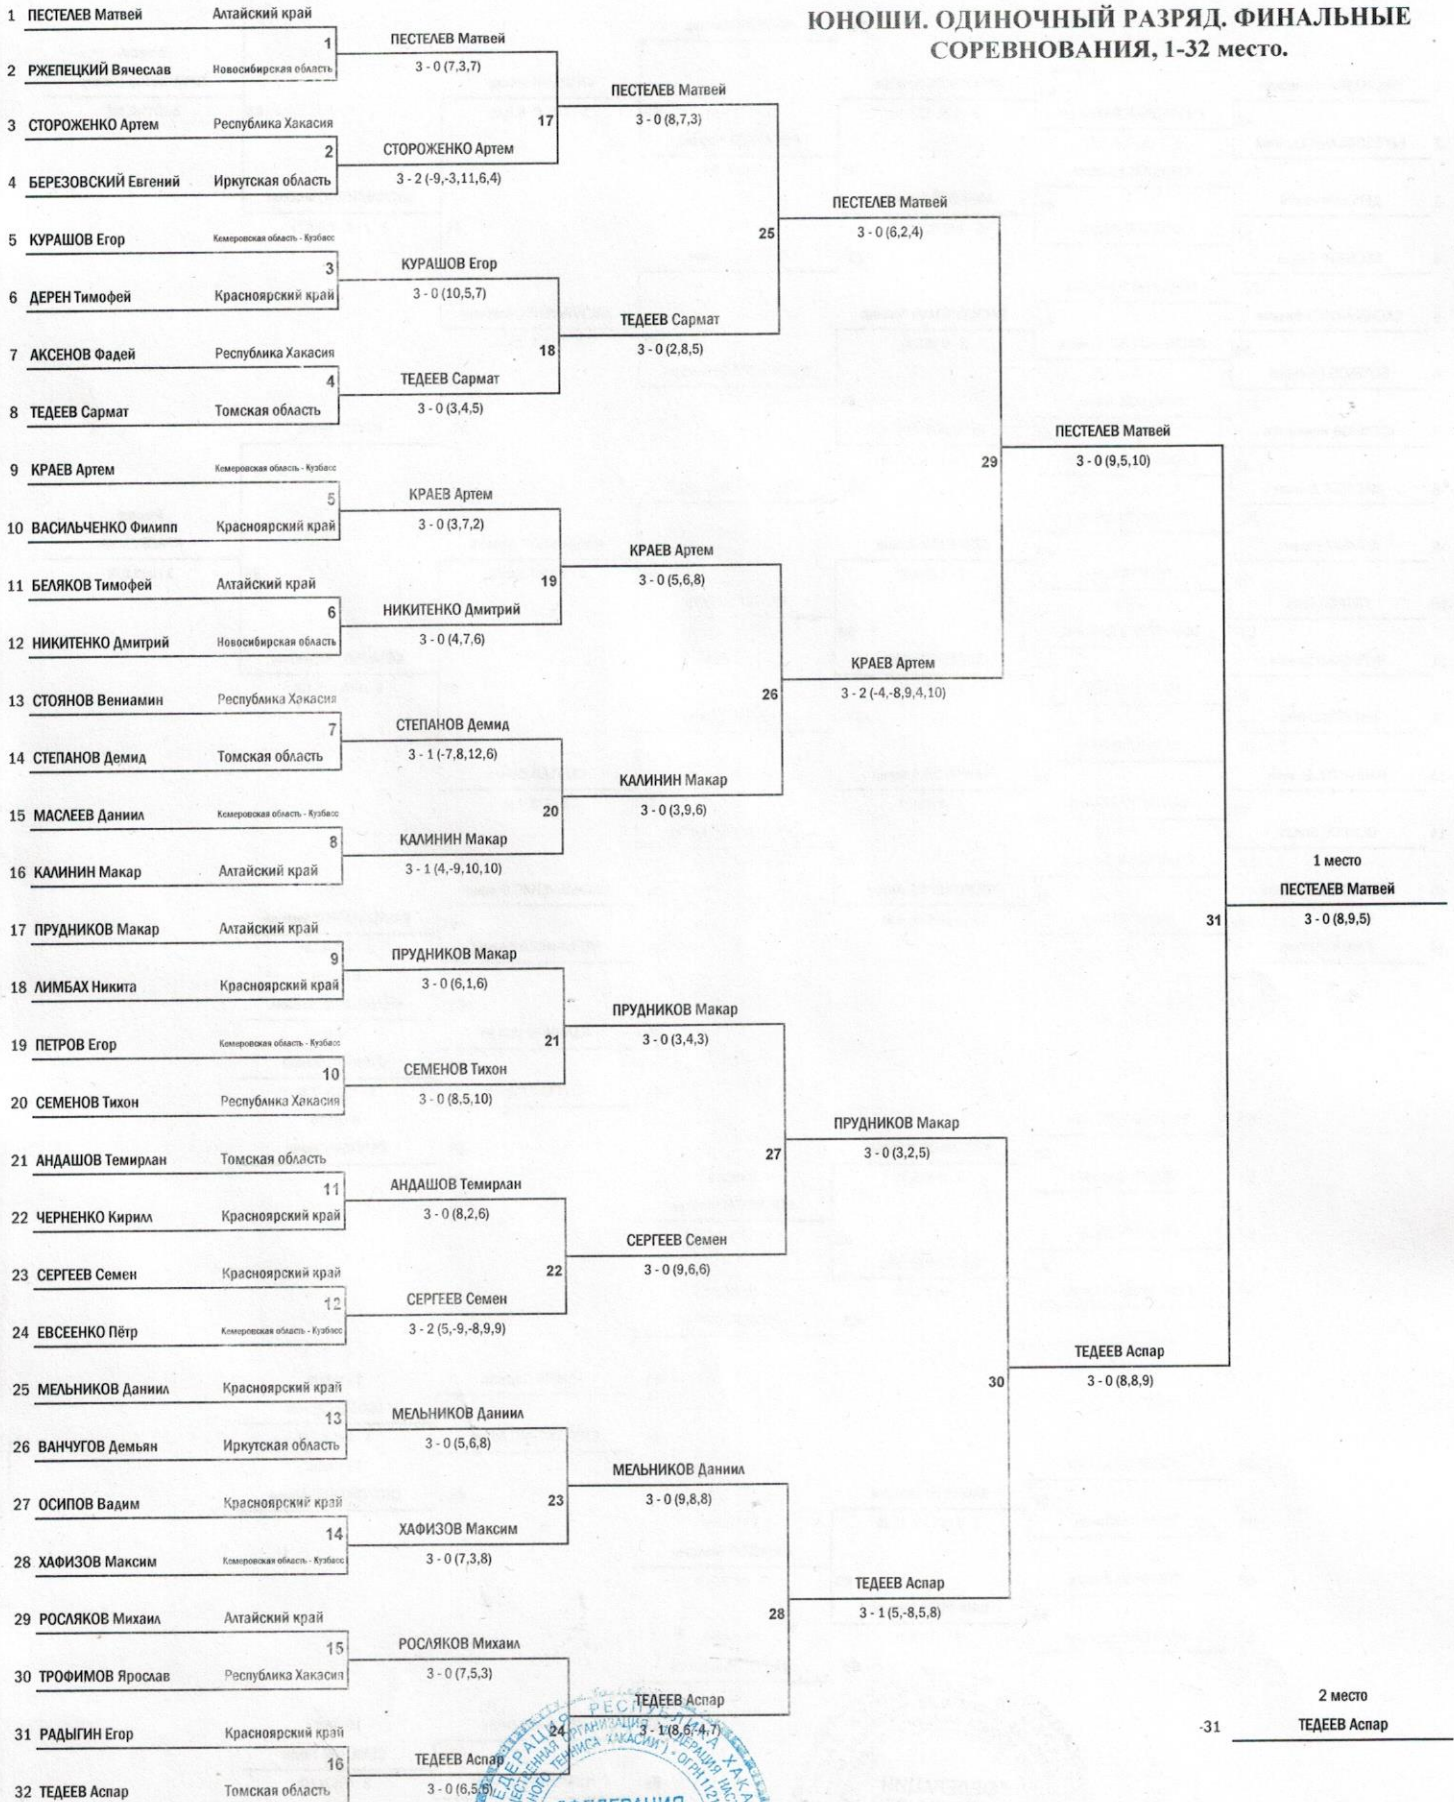 ЮНОШИ. ОДИНОЧНЫЙ РАЗРЯД. ФИНАЛЬНЫЕ
СОРЕВНОВАНИЯ, 1-32 место.
1 ПЕСТЕЛЕВ Матвей Алтайский край
1
ПЕСТЕЛЕВ Матвей
3 - 0 (7,3,7)
2 РЖЕПЕЦКИЙ Вячеслав Новосибирская область
17
ПЕСТЕЛЕВ Матвей
3 - 0 (8,7,3)
3 СТОРОЖЕНКО Артем Республика Хакасия
2
СТОРОЖЕНКО Артем
3 - 2 (-9,-3,11,6,4)
4 БЕРЕЗОВСКИЙ Евгений Иркутская область
25
ПЕСТЕЛЕВ Матвей
3 - 0 (6,2,4)
5 КУРАШОВ Егор Кемеровская область - Кузбасс
3
КУРАШОВ Егор
3 - 0 (10,5,7)
6 ДЕРЕН Тимофей Красноярский край
18
ТЕДЕЕВ Сармат
3 - 0 (2,8,5)
7 АКСЕНОВ Фадей Республика Хакасия
4
ТЕДЕЕВ Сармат
3 - 0 (3,4,5)
8 ТЕДЕЕВ Сармат Томская область
29
ПЕСТЕЛЕВ Матвей
3 - 0 (9,5,10)
9 КРАЕВ Артем Кемеровская область - Кузбасс
5
КРАЕВ Артем
3 - 0 (3,7,2)
10 ВАСИЛЬЧЕНКО Филипп Красноярский край
19
КРАЕВ Артем
3 - 0 (5,6,8)
11 БЕЛЯКОВ Тимофей Алтайский край
6
НИКИТЕНКО Дмитрий
3 - 0 (4,7,6)
12 НИКИТЕНКО Дмитрий Новосибирская область
26
КРАЕВ Артем
3 - 2 (-4,-8,9,4,10)
13 СТОЯНОВ Вениамин Республика Хакасия
7
СТЕПАНОВ Демид
3 - 1 (-7,8,12,6)
14 СТЕПАНОВ Демид Томская область
20
КАЛИНИН Макар
3 - 0 (3,9,6)
15 МАСЛЕЕВ Даниил Кемеровская область - Кузбасс
8
КАЛИНИН Макар
3 - 1 (4,-9,10,10)
16 КАЛИНИН Макар Алтайский край
1 место
31
ПЕСТЕЛЕВ Матвей
3 - 0 (8,9,5)
17 ПРУДНИКОВ Макар Алтайский край
9
ПРУДНИКОВ Макар
3 - 0 (6,1,6)
18 ЛИМБАХ Никита Красноярский край
21
ПРУДНИКОВ Макар
3 - 0 (3,4,3)
19 ПЕТРОВ Егор Кемеровская область - Кузбасс
10
СЕМЕНОВ Тихон
3 - 0 (8,5,10)
20 СЕМЕНОВ Тихон Республика Хакасия
27
ПРУДНИКОВ Макар
3 - 0 (3,2,5)
21 АНДАШОВ Темирлан Томская область
11
АНДАШОВ Темирлан
3 - 0 (8,2,6)
22 ЧЕРНЕНКО Кирилл Красноярский край
22
СЕРГЕЕВ Семен
3 - 0 (9,6,6)
23 СЕРГЕЕВ Семен Красноярский край
12
СЕРГЕЕВ Семен
3 - 2 (5,-9,-8,9,9)
24 ЕВСЕЕНКО Пётр Кемеровская область - Кузбасс
30
ТЕДЕЕВ Аспар
3 - 0 (8,8,9)
25 МЕЛЬНИКОВ Даниил Красноярский край
13
МЕЛЬНИКОВ Даниил
3 - 0 (5,6,8)
26 ВАНЧУГОВ Демьян Иркутская область
23
МЕЛЬНИКОВ Даниил
3 - 0 (9,8,8)
27 ОСИПОВ Вадим Красноярский край
14
ХАФИЗОВ Максим
3 - 0 (7,3,8)
28 ХАФИЗОВ Максим Кемеровская область - Кузбасс
28
ТЕДЕЕВ Аспар
3 - 1 (5,-8,5,8)
29 РОСЛЯКОВ Михаил Алтайский край
15
РОСЛЯКОВ Михаил
3 - 0 (7,5,3)
30 ТРОФИМОВ Ярослав Республика Хакасия
24
ТЕДЕЕВ Аспар
3 - 1 (8,6,-4,7)
31 РАДЫГИН Егор Красноярский край
16
ТЕДЕЕВ Аспар
3 - 0 (6,5,6)
32 ТЕДЕЕВ Аспар Томская область
2 место
-31 ТЕДЕЕВ Аспар
РЕСПУБЛИКА